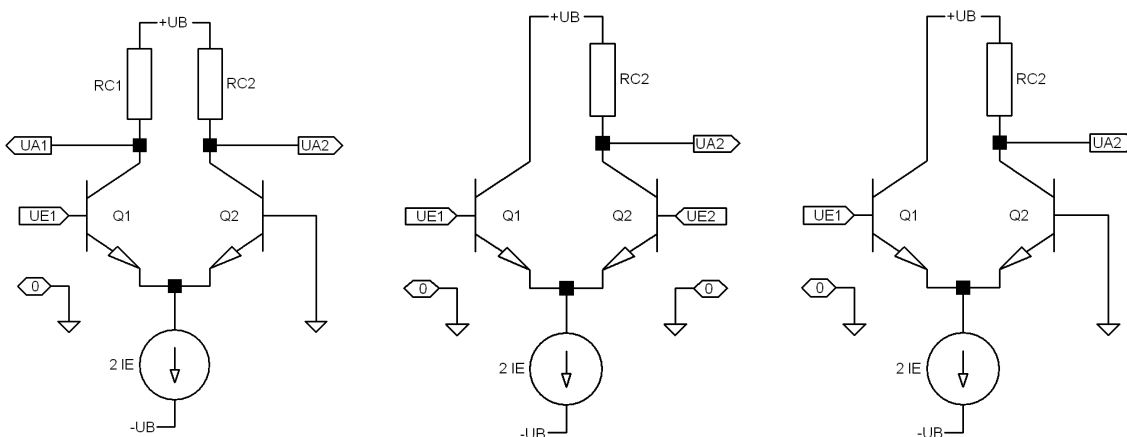 +UB
RC1
RC2
UA1
UA2
UE1
Q1
Q2
0
2 IE
-UB
+UB
RC2
UA2
UE1
Q1
Q2
UE2
0
0
2 IE
-UB
+UB
RC2
UA2
UE1
Q1
Q2
0
2 IE
-UB